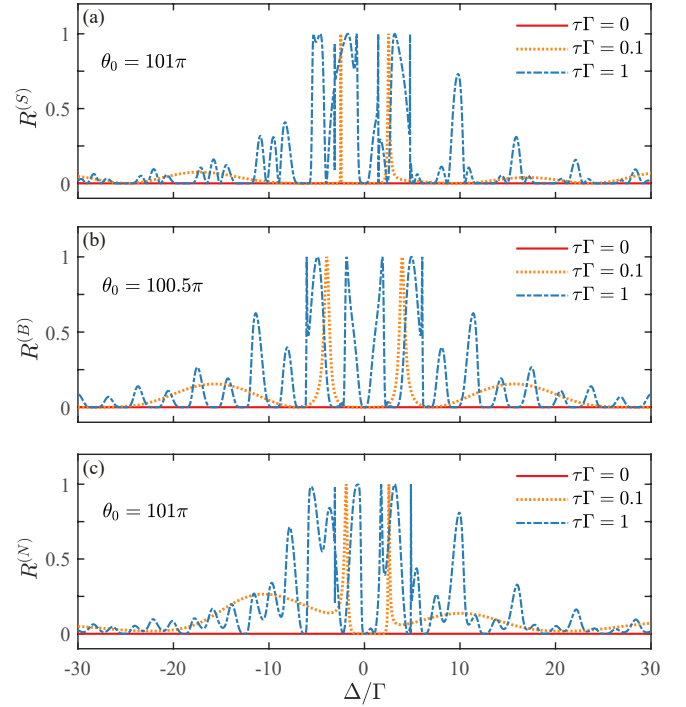 (a)
θ₀ = 101π
τΓ = 0
τΓ = 0.1
τΓ = 1
R^(S)
1
0.5
0
(b)
θ₀ = 100.5π
τΓ = 0
τΓ = 0.1
τΓ = 1
R^(B)
1
0.5
0
(c)
θ₀ = 101π
τΓ = 0
τΓ = 0.1
τΓ = 1
R^(N)
1
0.5
0
-30 -20 -10 0 10 20 30
Δ/Γ